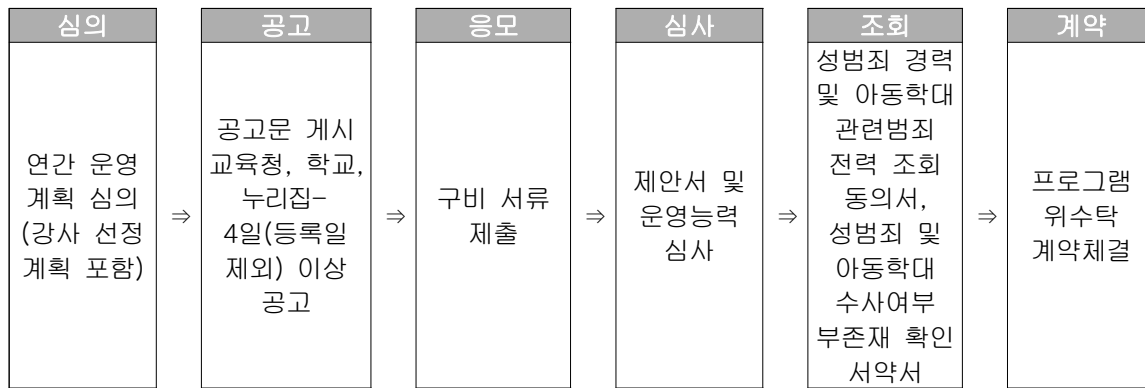 심의
연간 운영
계획 심의
(강사 선정
계획 포함)
⇒
공고
공고문 게시
교육청, 학교,
누리집-
4일(등록일
제외) 이상
공고
⇒
응모
구비 서류
제출
⇒
심사
제안서 및
운영능력
심사
⇒
조회
성범죄 경력
및 아동학대
관련범죄
전력 조회
동의서,
성범죄 및
아동학대
수사여부
부존재 확인
서약서
⇒
계약
프로그램
위수탁
계약체결